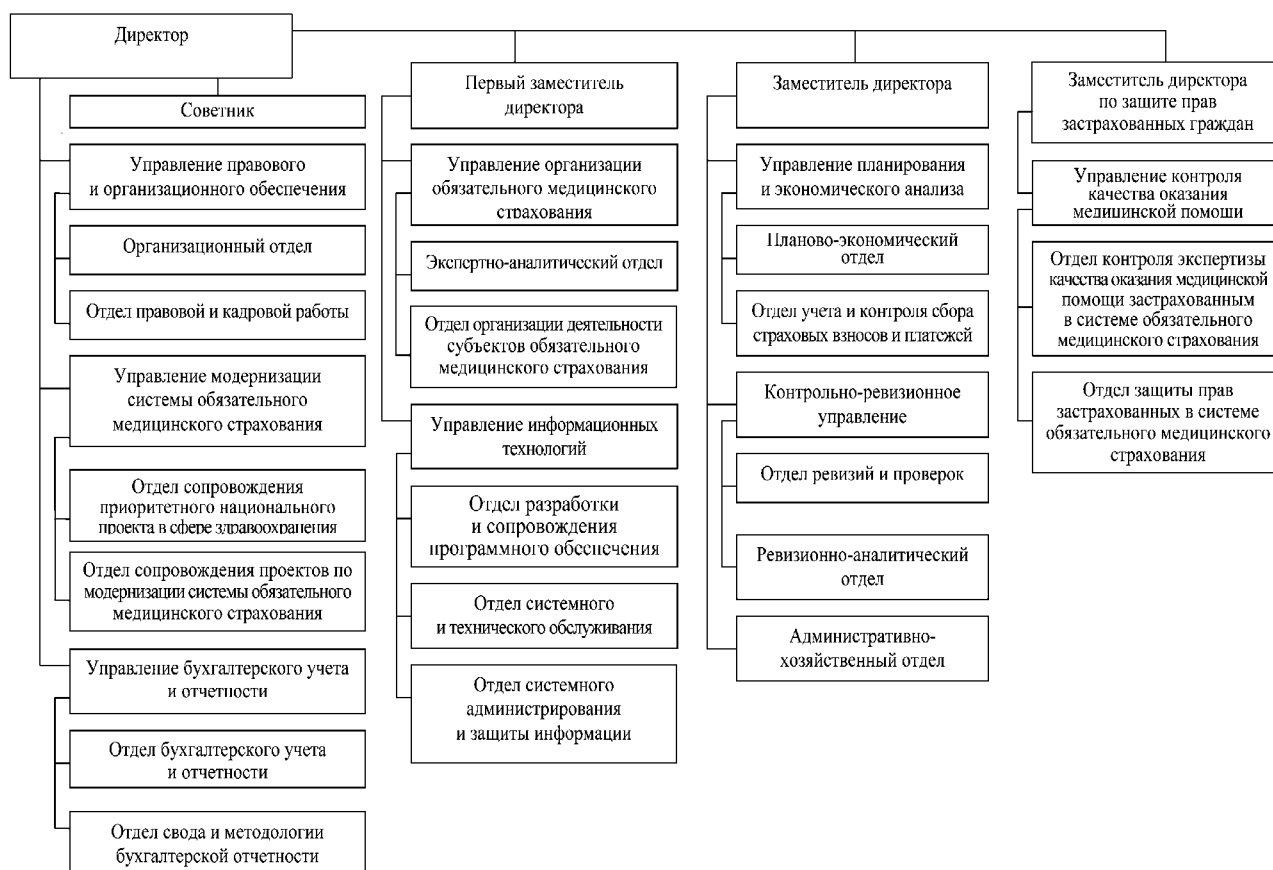 Директор
Советник
Управление правового
и организационного обеспечения
Организационный отдел
Отдел правовой и кадровой работы
Управление модернизации
системы обязательного
медицинского страхования
Отдел сопровождения
приоритетного национального
проекта в сфере здравоохранения
Отдел сопровождения проектов по
модернизации системы обязательного
медицинского страхования
Управление бухгалтерского учета
и отчетности
Отдел бухгалтерского учета
и отчетности
Отдел свода и методологии
бухгалтерской отчетности
Первый заместитель
директора
Управление организации
обязательного медицинского
страхования
Экспертно-аналитический отдел
Отдел организации деятельности
субъектов обязательного
медицинского страхования
Управление информационных
технологий
Отдел разработки
и сопровождения
программного обеспечения
Отдел системного
и технического обслуживания
Отдел системного
администрирования
и защиты информации
Заместитель директора
Управление планирования
и экономического анализа
Планово-экономический
отдел
Отдел учета и контроля сбора
страховых взносов и платежей
Контрольно-ревизионное
управление
Отдел ревизий и проверок
Ревизионно-аналитический
отдел
Административно-
хозяйственный отдел
Заместитель директора
по защите прав
застрахованных граждан
Управление контроля
качества оказания
медицинской помощи
Отдел контроля экспертизы
качества оказания медицинской
помощи застрахованным
в системе обязательного
медицинского страхования
Отдел защиты прав
застрахованных в системе
обязательного медицинского
страхования